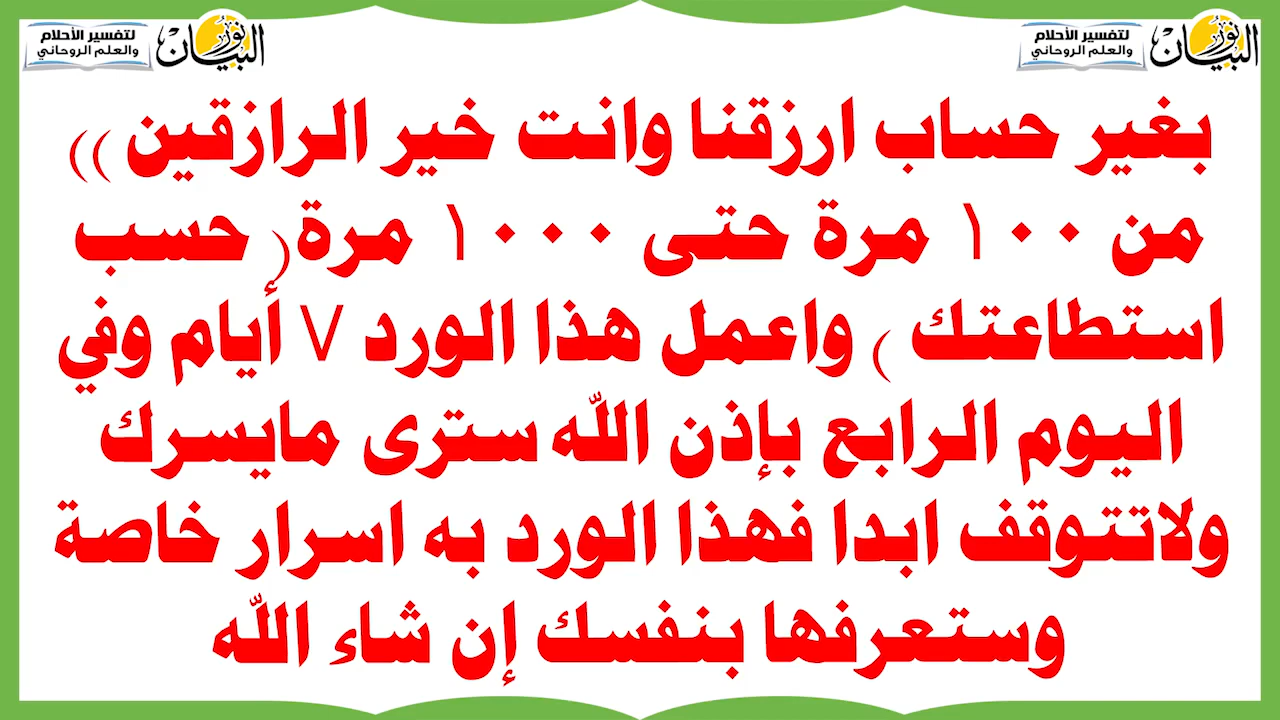 نور البيان
لتفسير الأحلام
والعلم الروحاني
نور البيان
لتفسير الأحلام
والعلم الروحاني
بغير حساب ارزقنا وانت خير الرازقين ))
من ١٠٠ مرة حتى ١٠٠٠ مرة( حسب
استطاعتك ) واعمل هذا الورد ٧ أيام وفي
اليوم الرابع بإذن الله سترى مايسرك
ولاتتوقف ابدا فهذا الورد به اسرار خاصة
وستعرفها بنفسك إن شاء الله